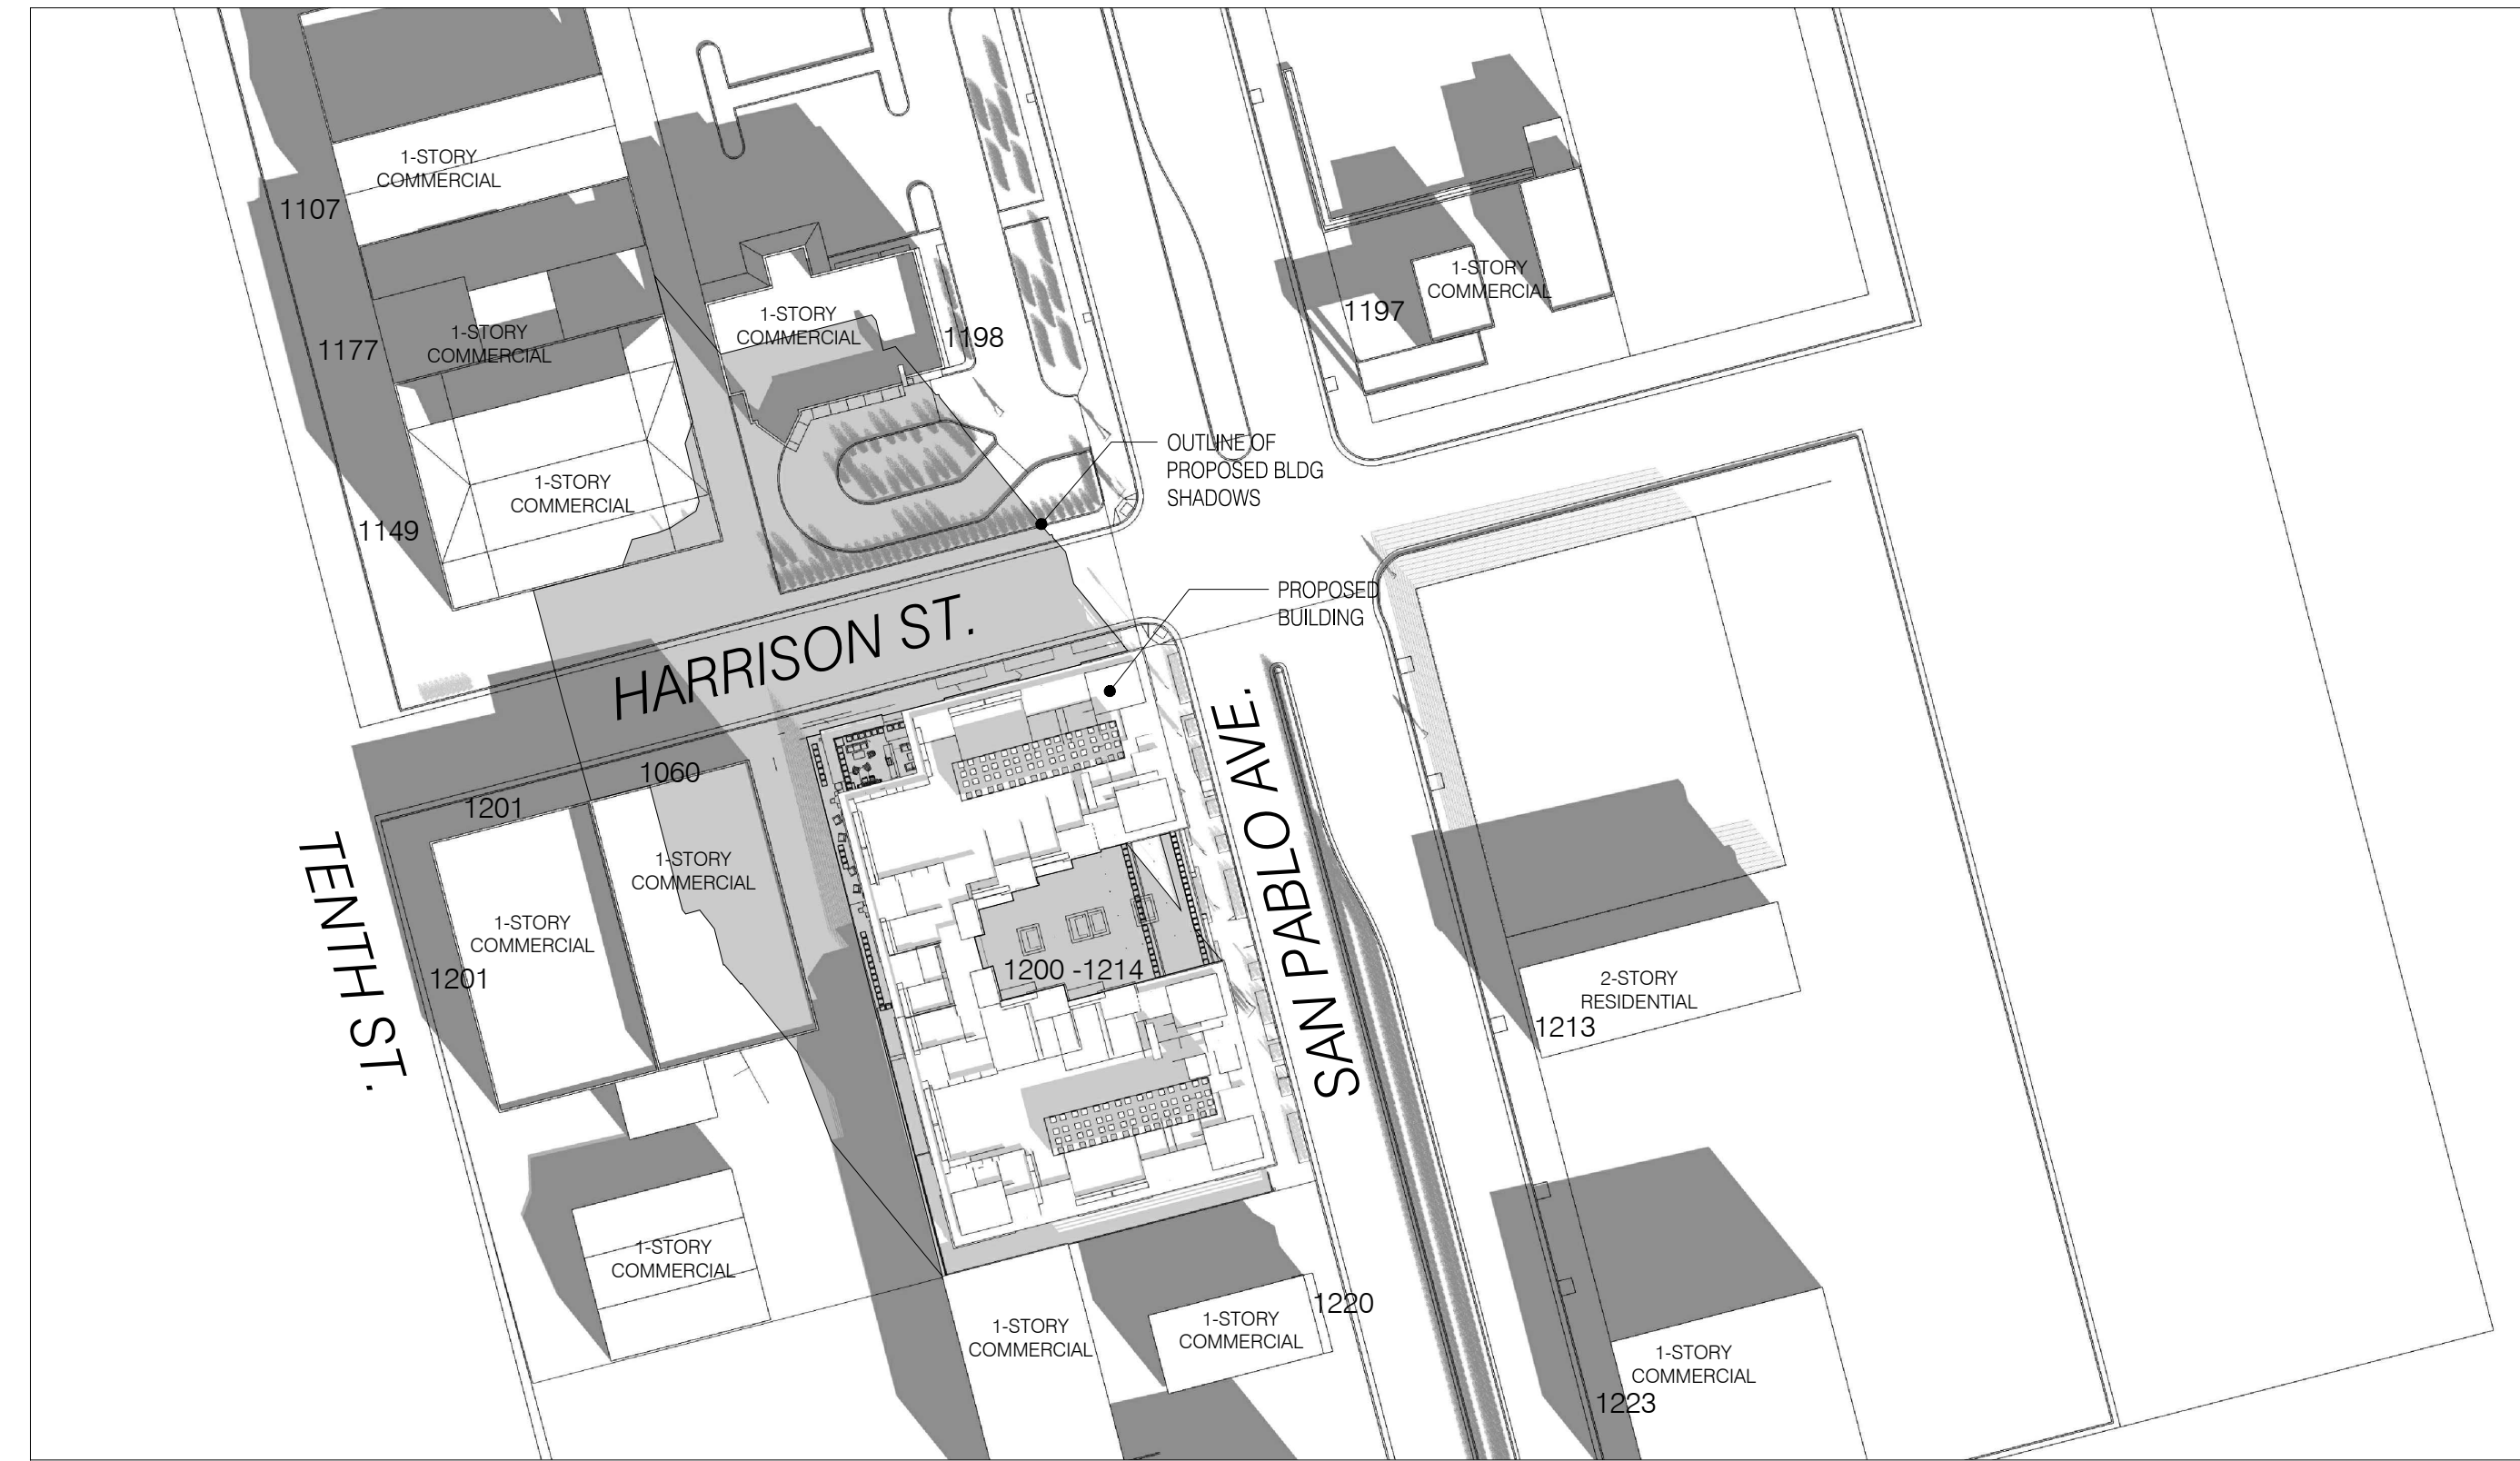 1-STORY
COMMERCIAL
1107
1-STORY
COMMERCIAL
1197
1-STORY
COMMERCIAL
1198
1-STORY
COMMERCIAL
1177
OUTLINE OF
PROPOSED BLDG
SHADOWS
1-STORY
COMMERCIAL
1149
PROPOSED
BUILDING
HARRISON ST.
1060
1201
SAN PABLO AVE.
TENTH ST.
1-STORY
COMMERCIAL
1-STORY
COMMERCIAL
1201
1200 -1214
2-STORY
RESIDENTIAL
1213
1-STORY
COMMERCIAL
1220
1-STORY
COMMERCIAL
1-STORY
COMMERCIAL
1-STORY
COMMERCIAL
1223